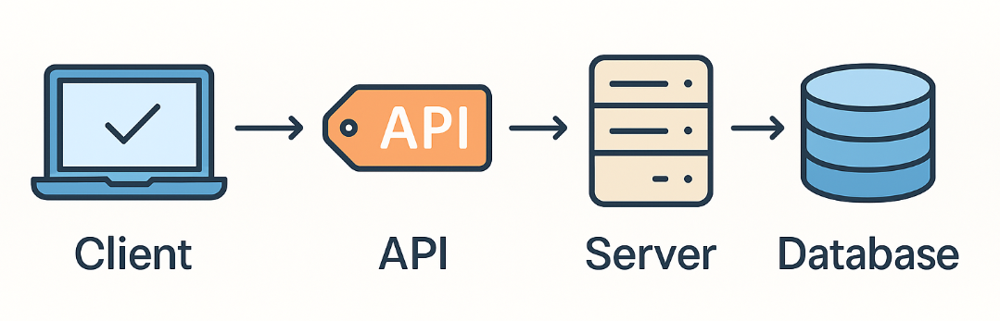 API
Client
API
Server
Database